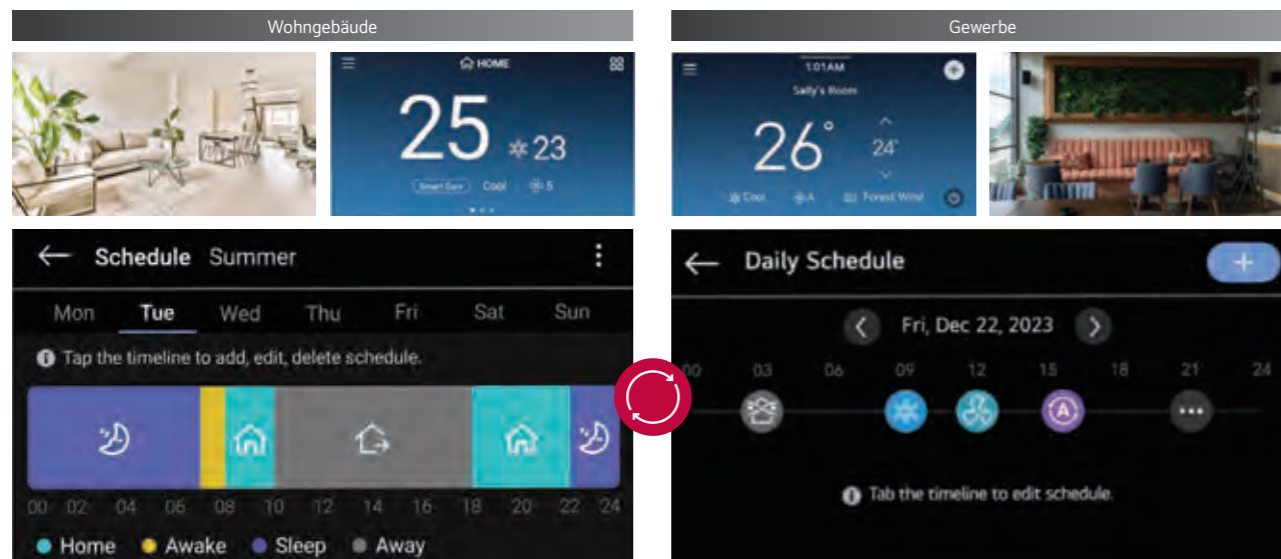 Wohngebäude
HOME
25 23
Smart Care Cool 5
Schedule Summer
Mon Tue Wed Thu Fri Sat Sun
Tap the timeline to add, edit, delete schedule.
00 02 04 06 08 10 12 14 16 18 20 22 24
Home Awake Sleep Away
Gewerbe
1:01AM
Sally's Room
26° 24°
Cool A Forest Wind
Daily Schedule
Fri, Dec 22, 2023
00 03 06 09 12 15 18 21 24
A
Tab the timeline to edit schedule.